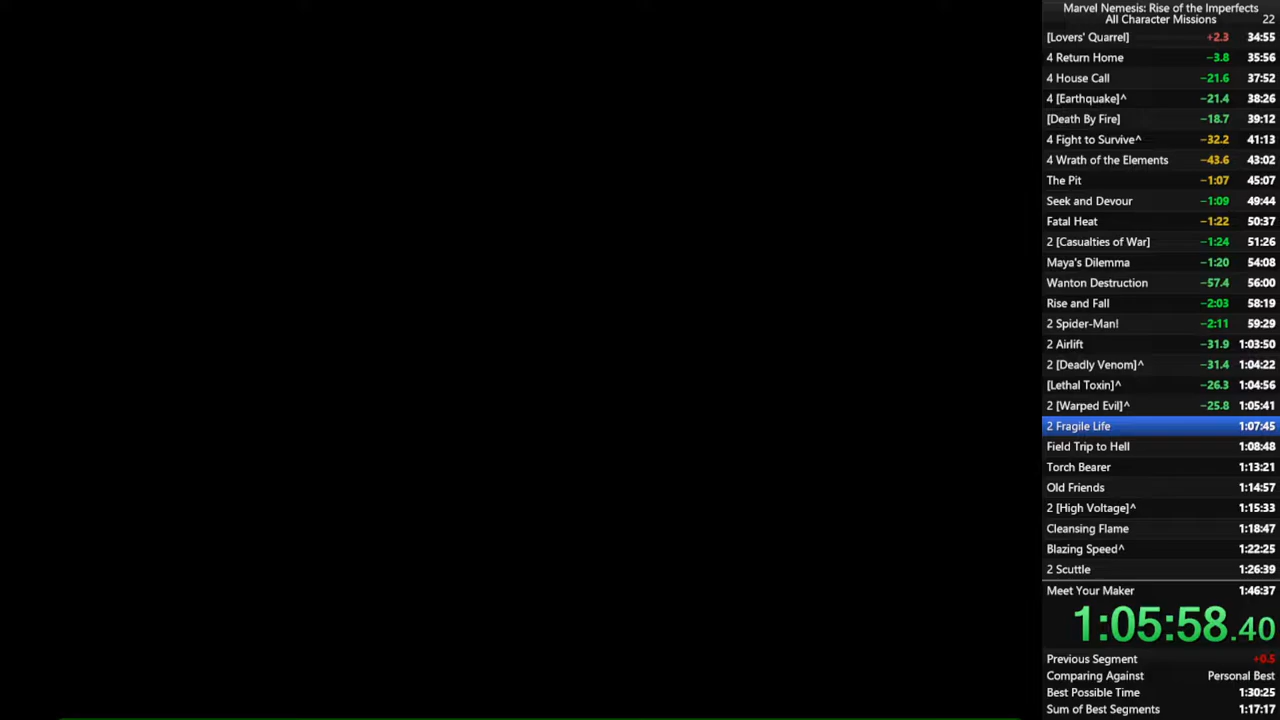 Marvel Nemesis: Rise of the Imperfects
All Character Missions 22
[Lovers' Quarrel] +2.3 34:55
4 Return Home −3.8 35:56
4 House Call −21.6 37:52
4 [Earthquake]^ −21.4 38:26
[Death By Fire] −18.7 39:12
4 Fight to Survive^ −32.2 41:13
4 Wrath of the Elements −43.6 43:02
The Pit −1:07 45:07
Seek and Devour −1:09 49:44
Fatal Heat −1:22 50:37
2 [Casualties of War] −1:24 51:26
Maya's Dilemma −1:20 54:08
Wanton Destruction −57.4 56:00
Rise and Fall −2:03 58:19
2 Spider-Man! −2:11 59:29
2 Airlift −31.9 1:03:50
2 [Deadly Venom]^ −31.4 1:04:22
[Lethal Toxin]^ −26.3 1:04:56
2 [Warped Evil]^ −25.8 1:05:41
2 Fragile Life 1:07:45
Field Trip to Hell 1:08:48
Torch Bearer 1:13:21
Old Friends 1:14:57
2 [High Voltage]^ 1:15:33
Cleansing Flame 1:18:47
Blazing Speed^ 1:22:25
2 Scuttle 1:26:39
Meet Your Maker 1:46:37
1:05:58.40
Previous Segment +0.5
Comparing Against Personal Best
Best Possible Time 1:30:25
Sum of Best Segments 1:17:17